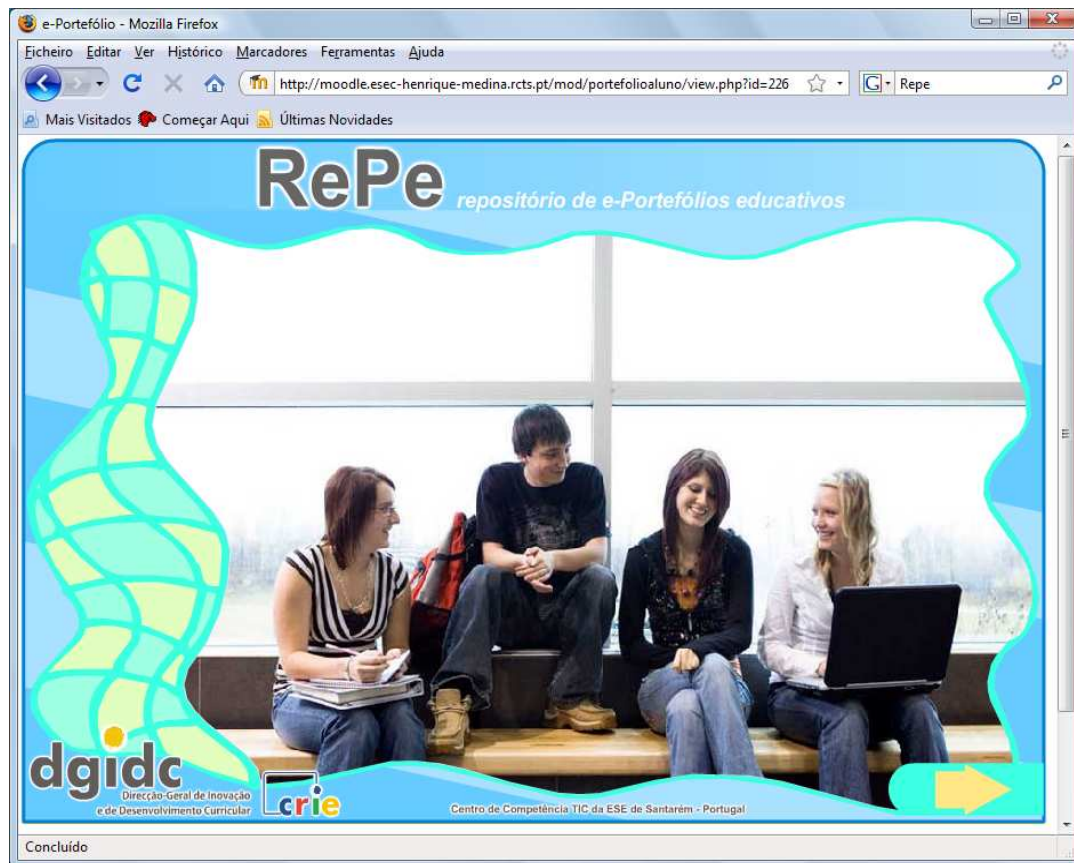 e-Portefólio - Mozilla Firefox
Ficheiro Editar Ver Histórico Marcadores Ferramentas Ajuda
http://moodle.esec-henrique-medina.rcts.pt/mod/portefolioaluno/view.php?id=226
G Repe
Mais Visitados Começar Aqui Últimas Novidades
RePe repositório de e-Portefólios educativos
dgidc
Direcção-Geral de Inovação
e de Desenvolvimento Curricular
crie
Centro de Competência TIC da ESE de Santarém - Portugal
Concluído